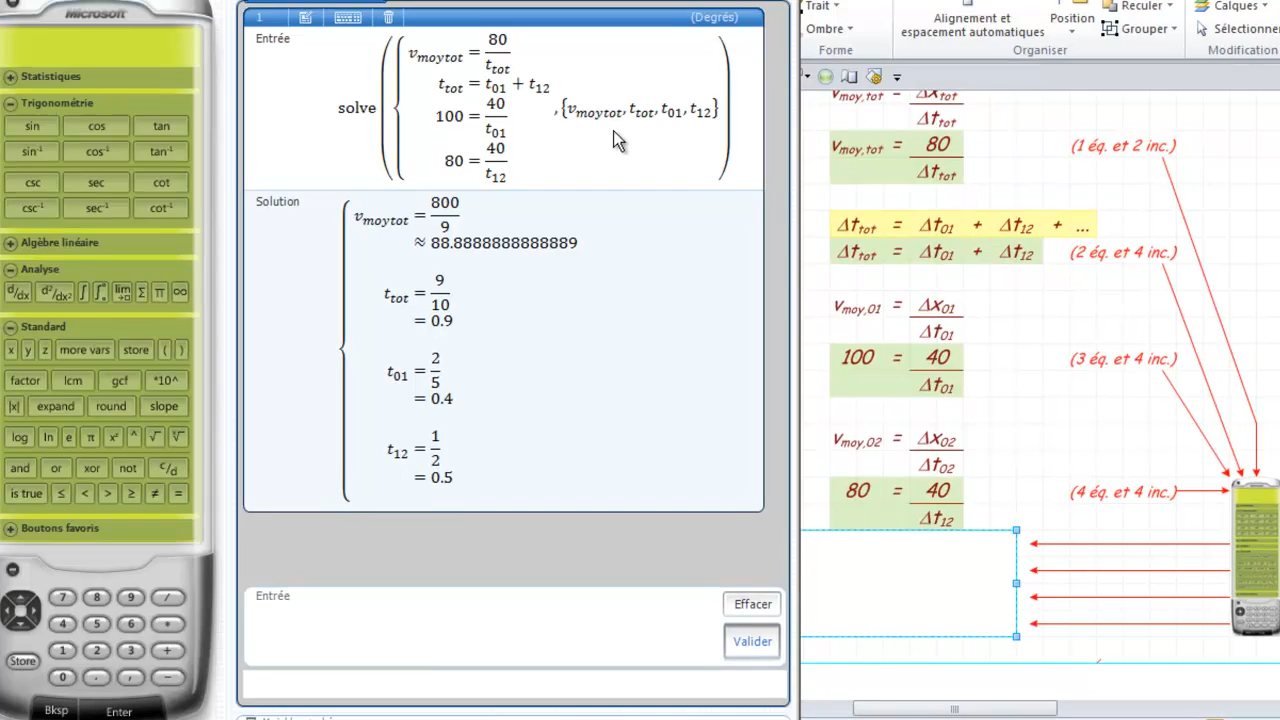 Microsoft
Statistiques
Trigonométrie
sin cos tan
sin⁻¹ cos⁻¹ tan⁻¹
csc sec cot
csc⁻¹ sec⁻¹ cot⁻¹
Algèbre linéaire
Analyse
d/dx d²/dx² ∫ lim Σ Π ∞
Standard
x y z more vars store ( )
factor lcm gcf *10^
|x| expand round slope
log ln e π x² ^ √ √
and or xor not c/d
is true ≤ < > ≥ ≠ =
Boutons favoris
7 8 9 /
4 5 6 *
1 2 3 +
0 . , -
Store
Bksp Enter
1 (Degrés)
Entrée
solve
v_moytot = 80/t_tot
t_tot = t_01 + t_12
100 = 40/t_01
80 = 40/t_12
,{v_moytot, t_tot, t_01, t_12}
Solution
v_moytot = 800/9
≈ 88.8888888888889
t_tot = 9/10
= 0.9
t_01 = 2/5
= 0.4
t_12 = 1/2
= 0.5
Entrée
Effacer
Valider
Trait
Ombre
Forme
Alignement et
espacement automatiques
Position
Reculer
Grouper
Organiser
Calques
Sélectionner
Modification
v_moy,tot = Δx_tot/Δt_tot
v_moy,tot = 80/Δt_tot (1 éq. et 2 inc.)
Δt_tot = Δt_01 + Δt_12 + ...
Δt_tot = Δt_01 + Δt_12 (2 éq. et 4 inc.)
v_moy,01 = Δx_01/Δt_01
100 = 40/Δt_01 (3 éq. et 4 inc.)
v_moy,02 = Δx_02/Δt_02
80 = 40/Δt_12 (4 éq. et 4 inc.)